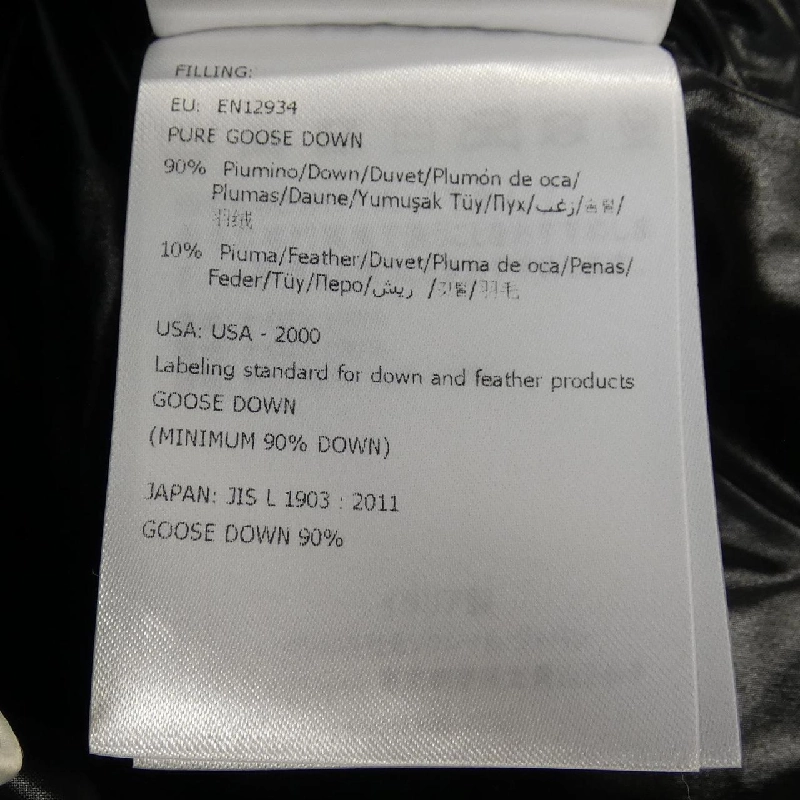 FILLING:
EU: EN12934
PURE GOOSE DOWN
90% Piumino/Down/Duvet/Plumón de oca/
Plumas/Daune/Yumuşak Tüy/Пух/زغب/솜털/
羽绒
10% Piuma/Feather/Duvet/Pluma de oca/Penas/
Feder/Tüy/Перо/ريش /깃털/羽毛
USA: USA - 2000
Labeling standard for down and feather products
GOOSE DOWN
(MINIMUM 90% DOWN)
JAPAN: JIS L 1903 : 2011
GOOSE DOWN 90%